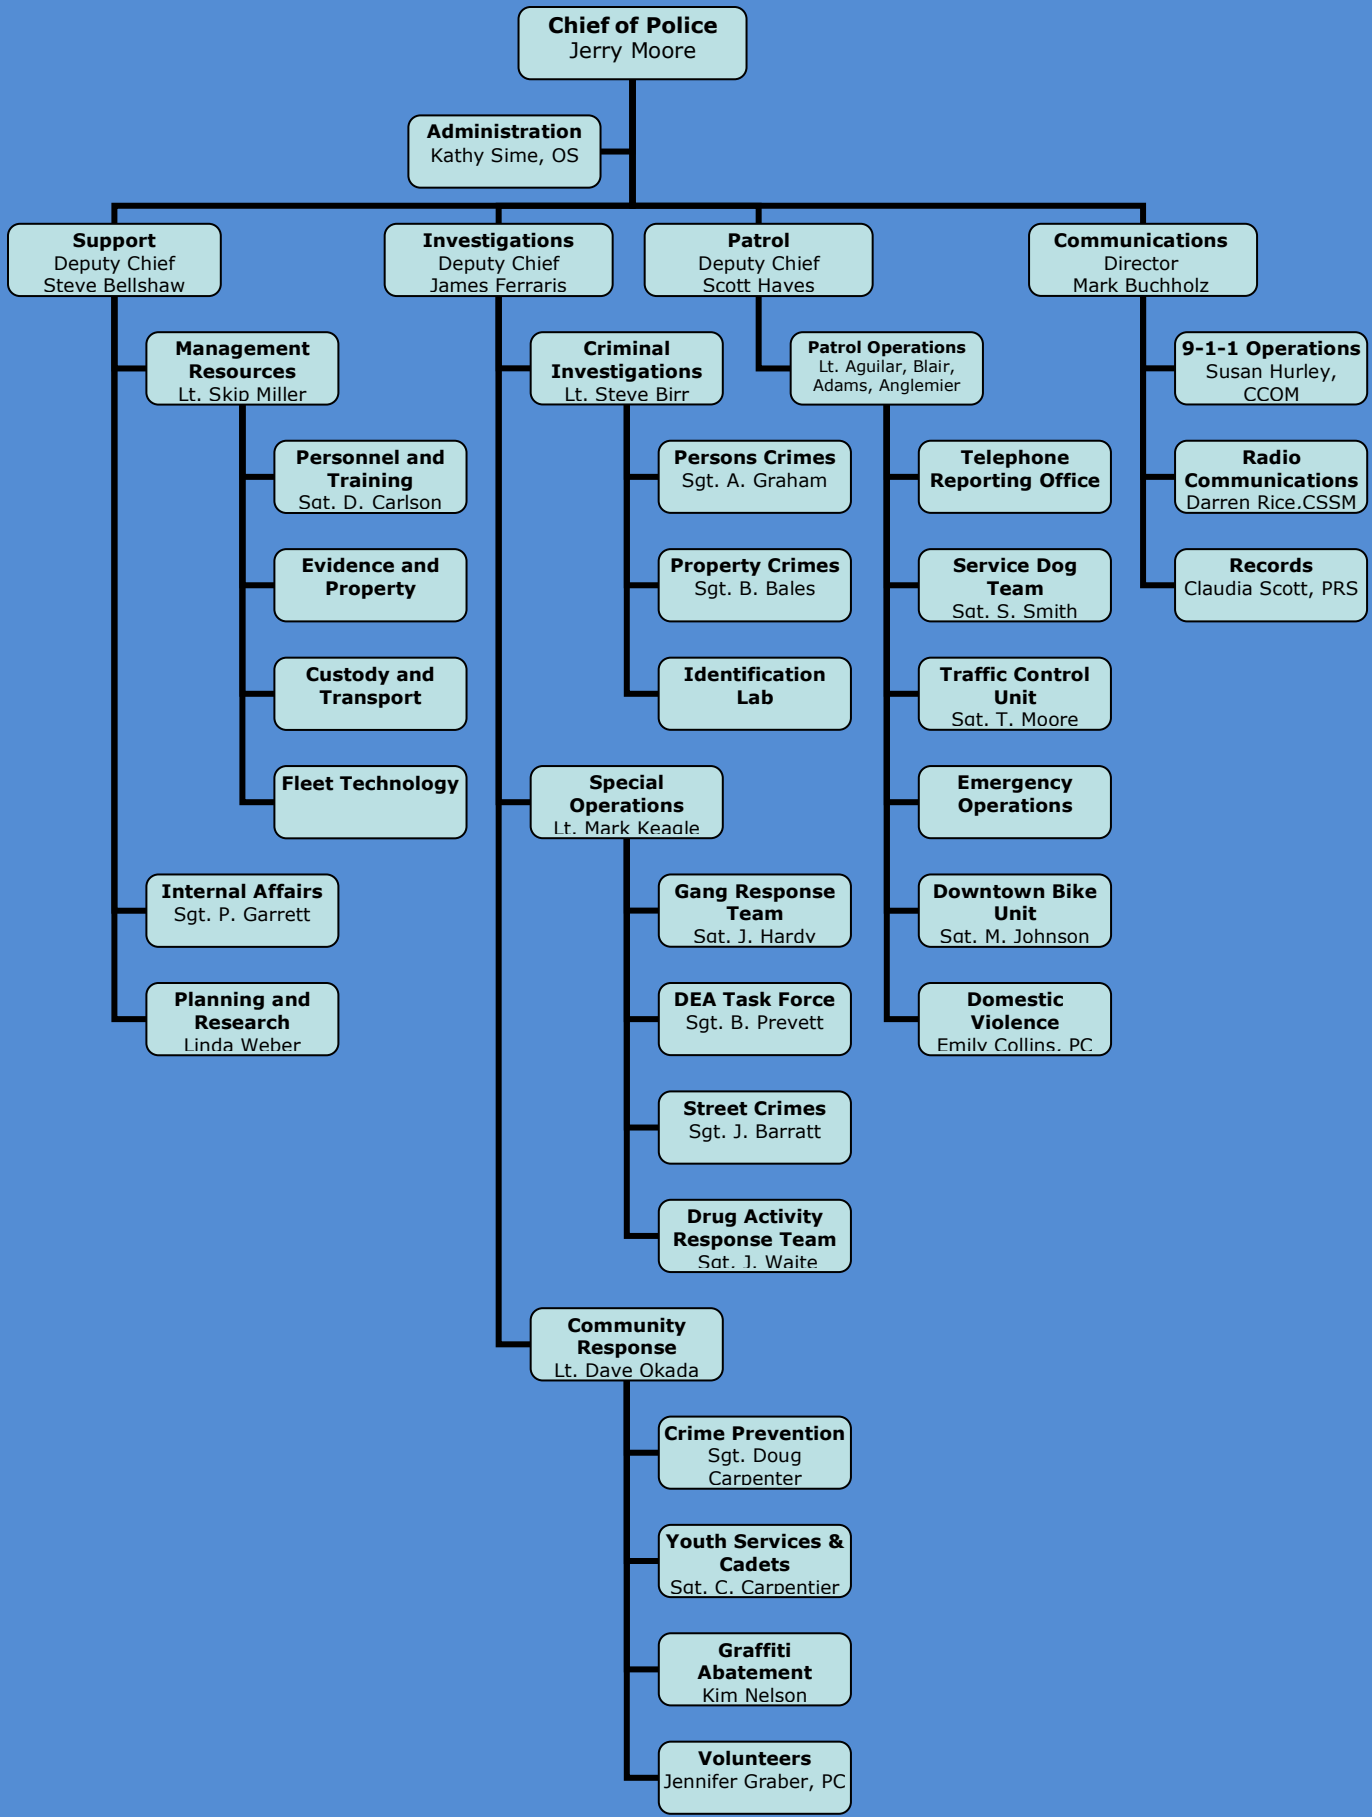 Chief of Police
Jerry Moore
Administration
Kathy Sime, OS
Support
Deputy Chief
Steve Bellshaw
Management
Resources
Lt. Skip Miller
Personnel and
Training
Sgt. D. Carlson
Evidence and
Property
Custody and
Transport
Fleet Technology
Internal Affairs
Sgt. P. Garrett
Planning and
Research
Linda Weber
Investigations
Deputy Chief
James Ferraris
Criminal
Investigations
Lt. Steve Birr
Persons Crimes
Sgt. A. Graham
Property Crimes
Sgt. B. Bales
Identification
Lab
Special
Operations
Lt. Mark Keagle
Gang Response
Team
Sgt. J. Hardy
DEA Task Force
Sgt. B. Prevett
Street Crimes
Sgt. J. Barratt
Drug Activity
Response Team
Sgt. J. Waite
Community
Response
Lt. Dave Okada
Crime Prevention
Sgt. Doug
Carpenter
Youth Services &
Cadets
Sgt. C. Carpentier
Graffiti
Abatement
Kim Nelson
Volunteers
Jennifer Graber, PC
Patrol
Deputy Chief
Scott Hayes
Patrol Operations
Lt. Aguilar, Blair,
Adams, Anglemier
Telephone
Reporting Office
Service Dog
Team
Sgt. S. Smith
Traffic Control
Unit
Sgt. T. Moore
Emergency
Operations
Downtown Bike
Unit
Sgt. M. Johnson
Domestic
Violence
Emily Collins, PC
Communications
Director
Mark Buchholz
9-1-1 Operations
Susan Hurley,
CCOM
Radio
Communications
Darren Rice,CSSM
Records
Claudia Scott, PRS